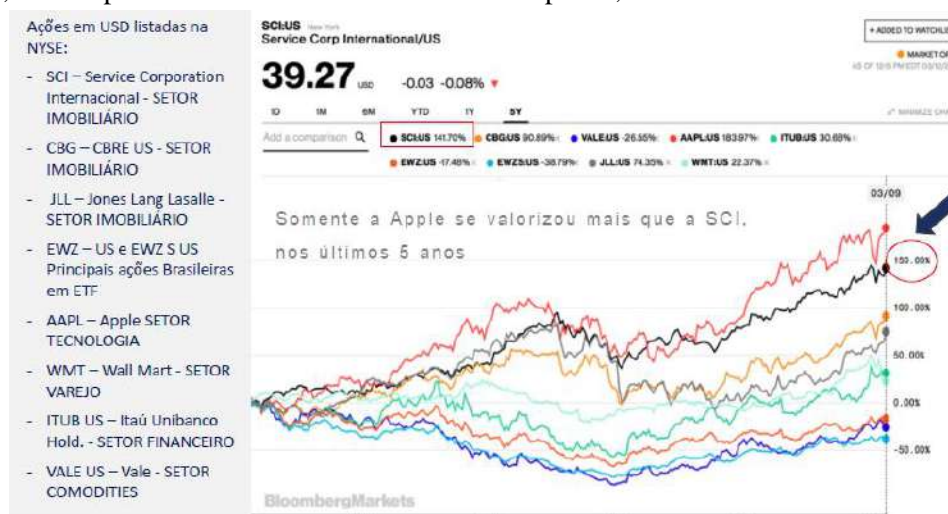 Ações em USD listadas na
NYSE:
- SCI – Service Corporation
Internacional - SETOR
IMOBILIÁRIO
- CBG – CBRE US - SETOR
IMOBILIÁRIO
- JLL – Jones Lang Lasalle -
SETOR IMOBILIÁRIO
- EWZ – US e EWZ S US
Principais ações Brasileiras
em ETF
- AAPL – Apple SETOR
TECNOLOGIA
- WMT – Wall Mart - SETOR
VAREJO
- ITUB US – Itaú Unibanco
Hold. - SETOR FINANCEIRO
- VALE US – Vale - SETOR
COMODITIES
SCI:US New York
Service Corp International/US
39.27 USD -0.03 -0.08%
+ ADDED TO WATCHLIS
MARKET OP
1D 1M 6M YTD 1Y 5Y
Add a comparison
SCI:US 141.70% CBG:US 90.89% VALE:US -26.55% AAPL:US 183.97% ITUB:US 30.68%
EWZ:US -17.48% EWZS:US -38.79% JLL:US 74.35% WMT:US 22.37%
03/09
Somente a Apple se valorizou mais que a SCI,
nos últimos 5 anos
150.00%
100.00%
50.00%
0.00%
-50.00%
BloombergMarkets